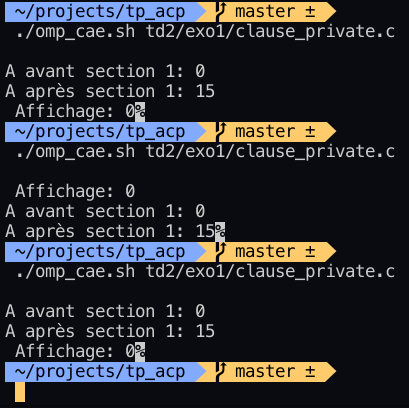 ~/projects/tp_acp master ±
./omp_cae.sh td2/exo1/clause_private.c
A avant section 1: 0
A après section 1: 15
Affichage: 0%
~/projects/tp_acp master ±
./omp_cae.sh td2/exo1/clause_private.c
Affichage: 0
A avant section 1: 0
A après section 1: 15%
~/projects/tp_acp master ±
./omp_cae.sh td2/exo1/clause_private.c
A avant section 1: 0
A après section 1: 15
Affichage: 0%
~/projects/tp_acp master ±